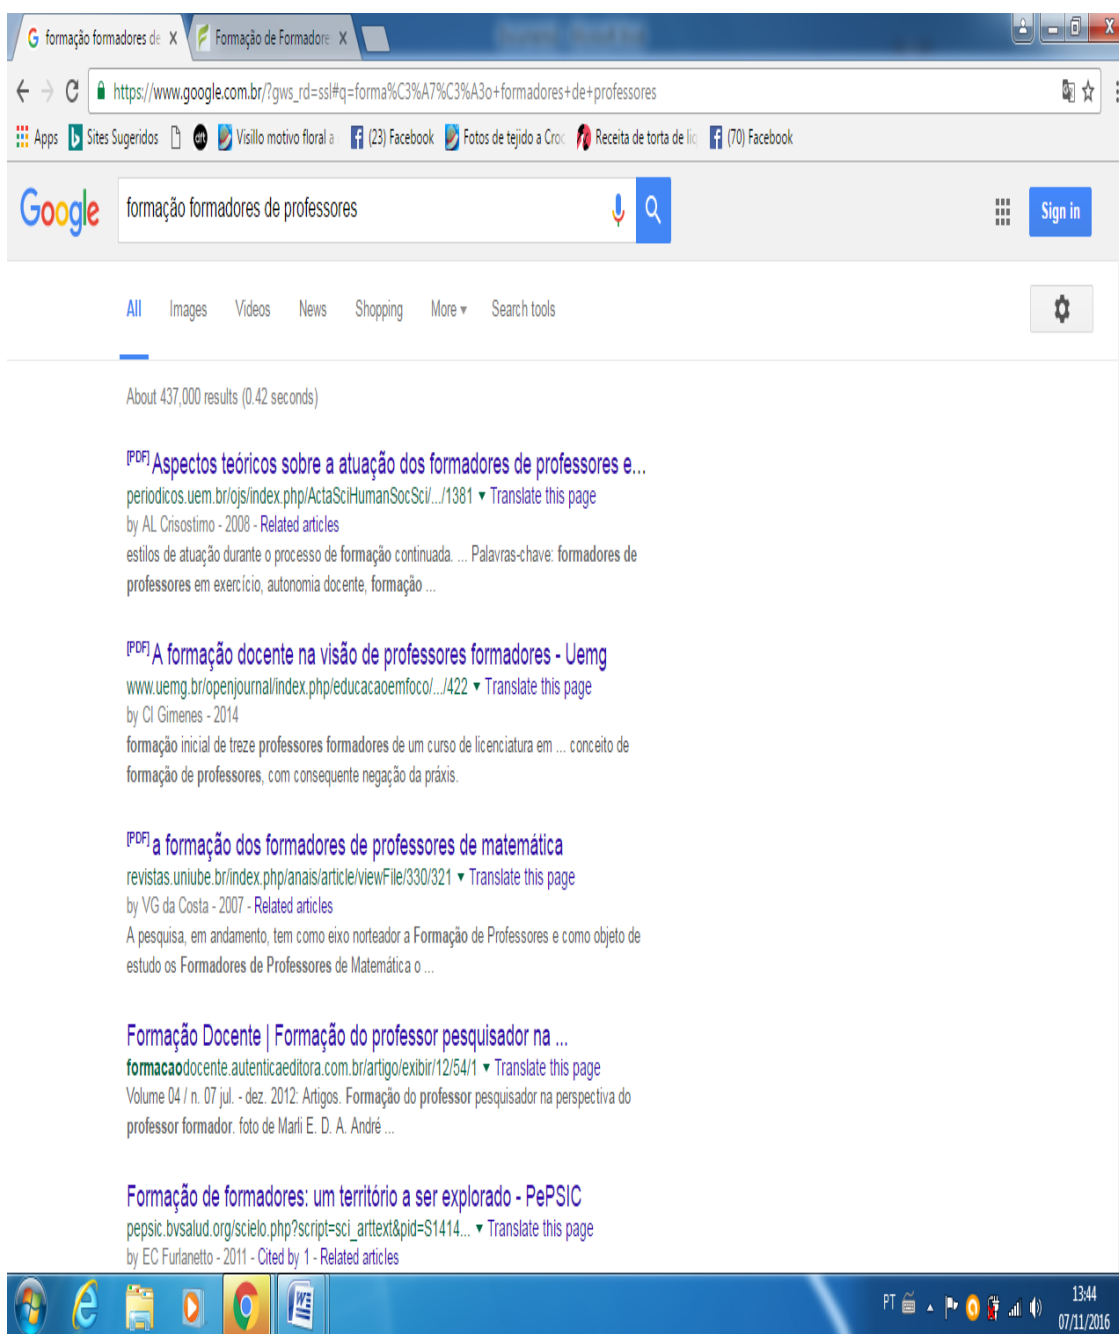 formação formadores de
Formação de Formadore
https://www.google.com.br/?gws_rd=ssl#q=forma%C3%A7%C3%A3o+formadores+de+professores
Apps Sites Sugeridos Visillo motivo floral a (23) Facebook Fotos de tejido a Croc Receita de torta de lic (70) Facebook
Google formação formadores de professores Sign in
All Images Videos News Shopping More ▾ Search tools
About 437,000 results (0.42 seconds)
[PDF] Aspectos teóricos sobre a atuação dos formadores de professores e...
periodicos.uem.br/ojs/index.php/ActaSciHumanSocSci/.../1381 ▾ Translate this page
by AL Crisostimo - 2008 - Related articles
estilos de atuação durante o processo de formação continuada. ... Palavras-chave: formadores de
professores em exercício, autonomia docente, formação ...
[PDF] A formação docente na visão de professores formadores - Uemg
www.uemg.br/openjournal/index.php/educacaoemfoco/.../422 ▾ Translate this page
by CI Gimenes - 2014
formação inicial de treze professores formadores de um curso de licenciatura em ... conceito de
formação de professores, com consequente negação da práxis.
[PDF] a formação dos formadores de professores de matemática
revistas.uniube.br/index.php/anais/article/viewFile/330/321 ▾ Translate this page
by VG da Costa - 2007 - Related articles
A pesquisa, em andamento, tem como eixo norteador a Formação de Professores e como objeto de
estudo os Formadores de Professores de Matemática o ...
Formação Docente | Formação do professor pesquisador na ...
formacaodocente.autenticaeditora.com.br/artigo/exibir/12/54/1 ▾ Translate this page
Volume 04 / n. 07 jul. - dez. 2012: Artigos. Formação do professor pesquisador na perspectiva do
professor formador. foto de Marli E. D. A. André ...
Formação de formadores: um território a ser explorado - PePSIC
pepsic.bvsalud.org/scielo.php?script=sci_arttext&pid=S1414... ▾ Translate this page
by EC Furlanetto - 2011 - Cited by 1 - Related articles
PT 13:44
07/11/2016